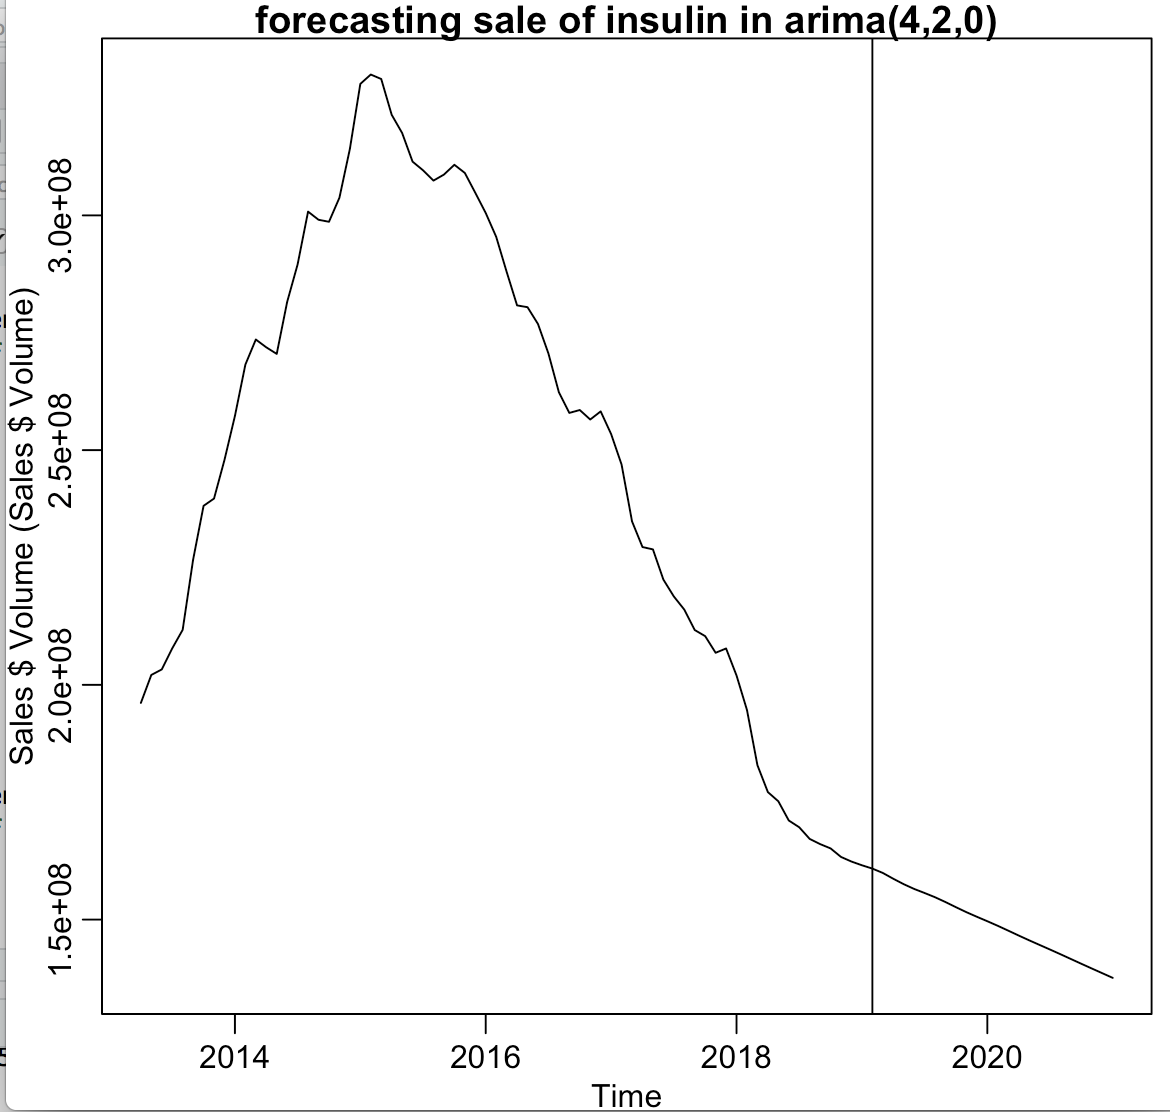 forecasting sale of insulin in arima(4,2,0)
Sales $ Volume (Sales $ Volume)
3.0e+08
2.5e+08
2.0e+08
1.5e+08
2014 2016 2018 2020
Time